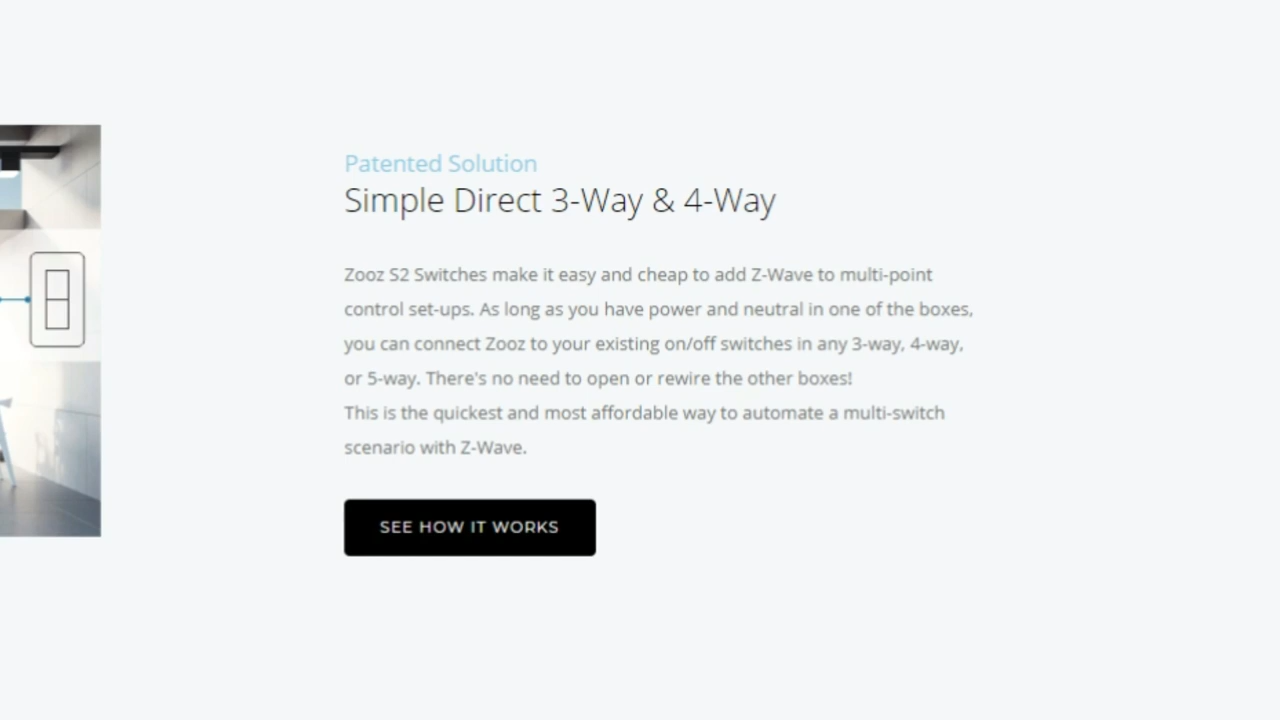 Patented Solution
Simple Direct 3-Way & 4-Way
Zooz S2 Switches make it easy and cheap to add Z-Wave to multi-point
control set-ups. As long as you have power and neutral in one of the boxes,
you can connect Zooz to your existing on/off switches in any 3-way, 4-way,
or 5-way. There's no need to open or rewire the other boxes!
This is the quickest and most affordable way to automate a multi-switch
scenario with Z-Wave.
SEE HOW IT WORKS